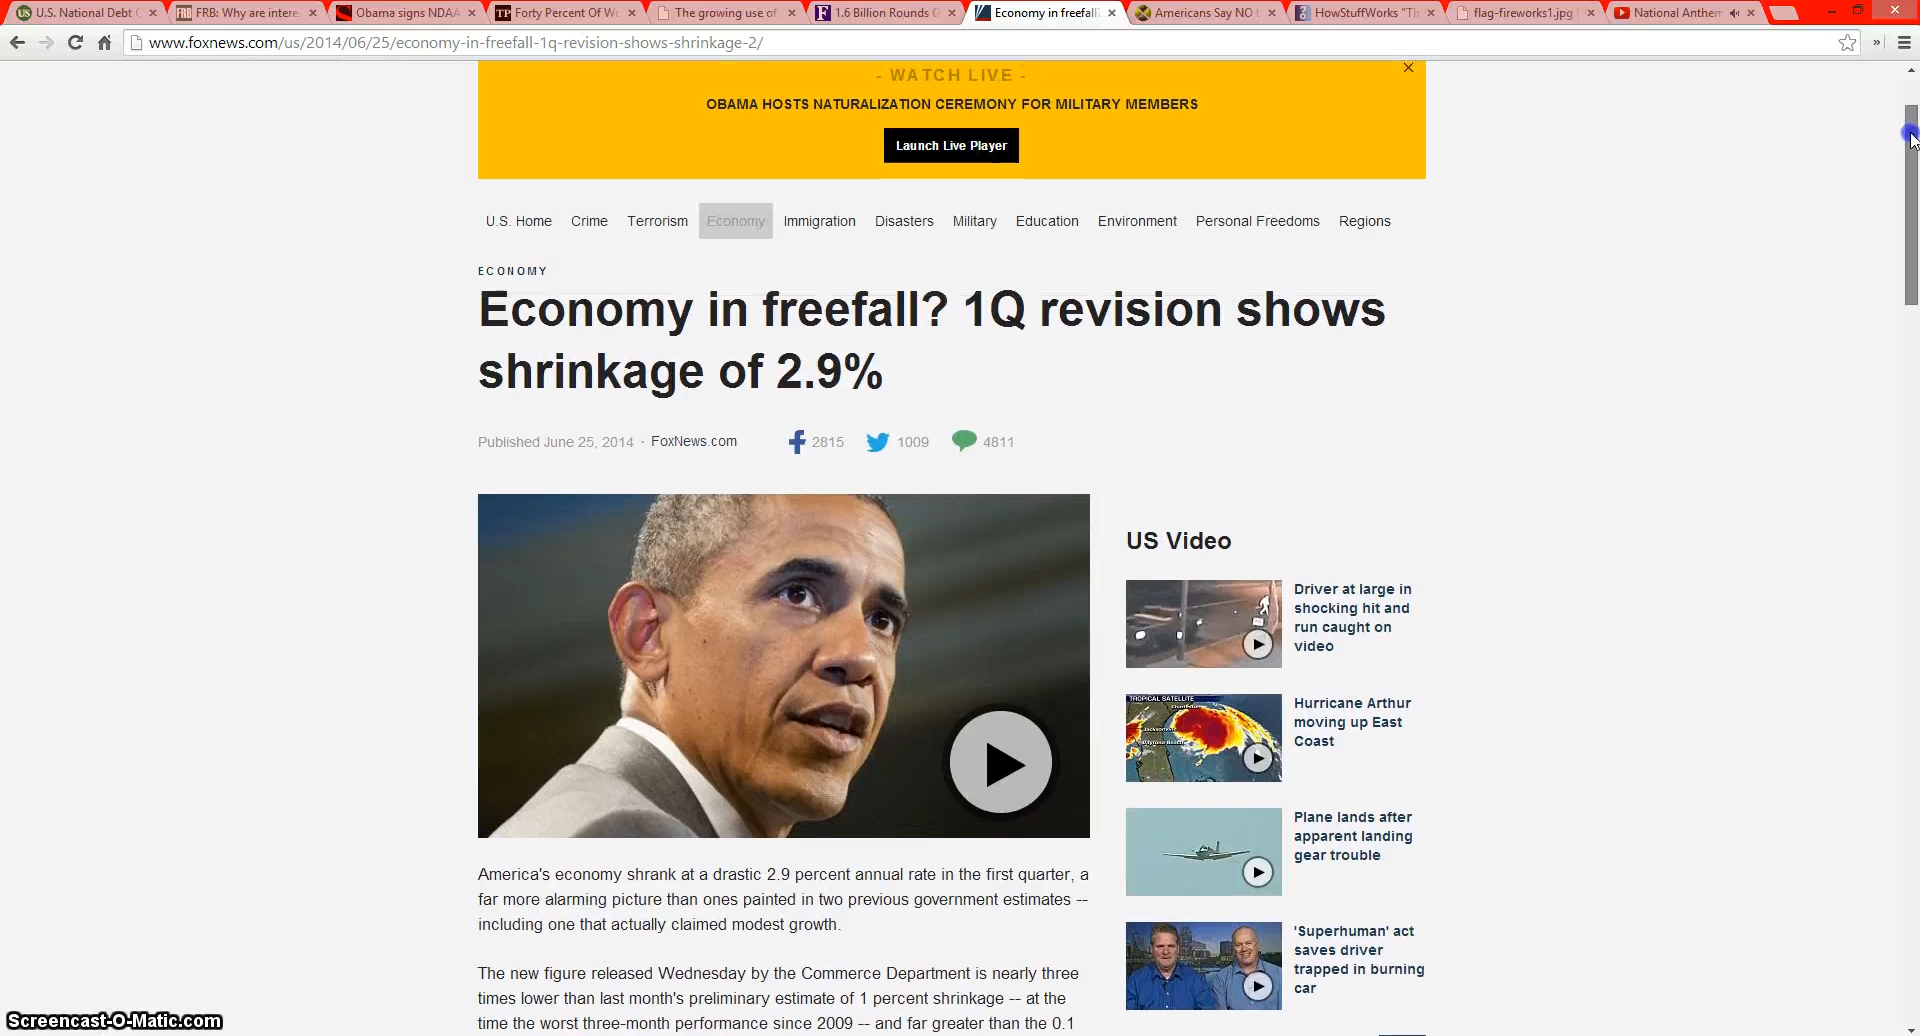 U.S. National Debt C
FRB: Why are intere
Obama signs NDAA
Forty Percent Of Wo
The growing use of
1.6 Billion Rounds O
Economy in freefall?
Americans Say NO t
HowStuffWorks "Th
flag-fireworks1.jpg (
National Anthem
www.foxnews.com/us/2014/06/25/economy-in-freefall-1q-revision-shows-shrinkage-2/
- WATCH LIVE -
OBAMA HOSTS NATURALIZATION CEREMONY FOR MILITARY MEMBERS
Launch Live Player
U.S. Home Crime Terrorism Economy Immigration Disasters Military Education Environment Personal Freedoms Regions
ECONOMY
Economy in freefall? 1Q revision shows
shrinkage of 2.9%
Published June 25, 2014 · FoxNews.com 2815 1009 4811
US Video
Driver at large in
shocking hit and
run caught on
video
TROPICAL SATELLITE
Charleston
Jacksonville
Daytona Beach
Hurricane Arthur
moving up East
Coast
Plane lands after
apparent landing
gear trouble
'Superhuman' act
saves driver
trapped in burning
car
America's economy shrank at a drastic 2.9 percent annual rate in the first quarter, a
far more alarming picture than ones painted in two previous government estimates --
including one that actually claimed modest growth.
The new figure released Wednesday by the Commerce Department is nearly three
times lower than last month's preliminary estimate of 1 percent shrinkage -- at the
time the worst three-month performance since 2009 -- and far greater than the 0.1
Screencast-O-Matic.com